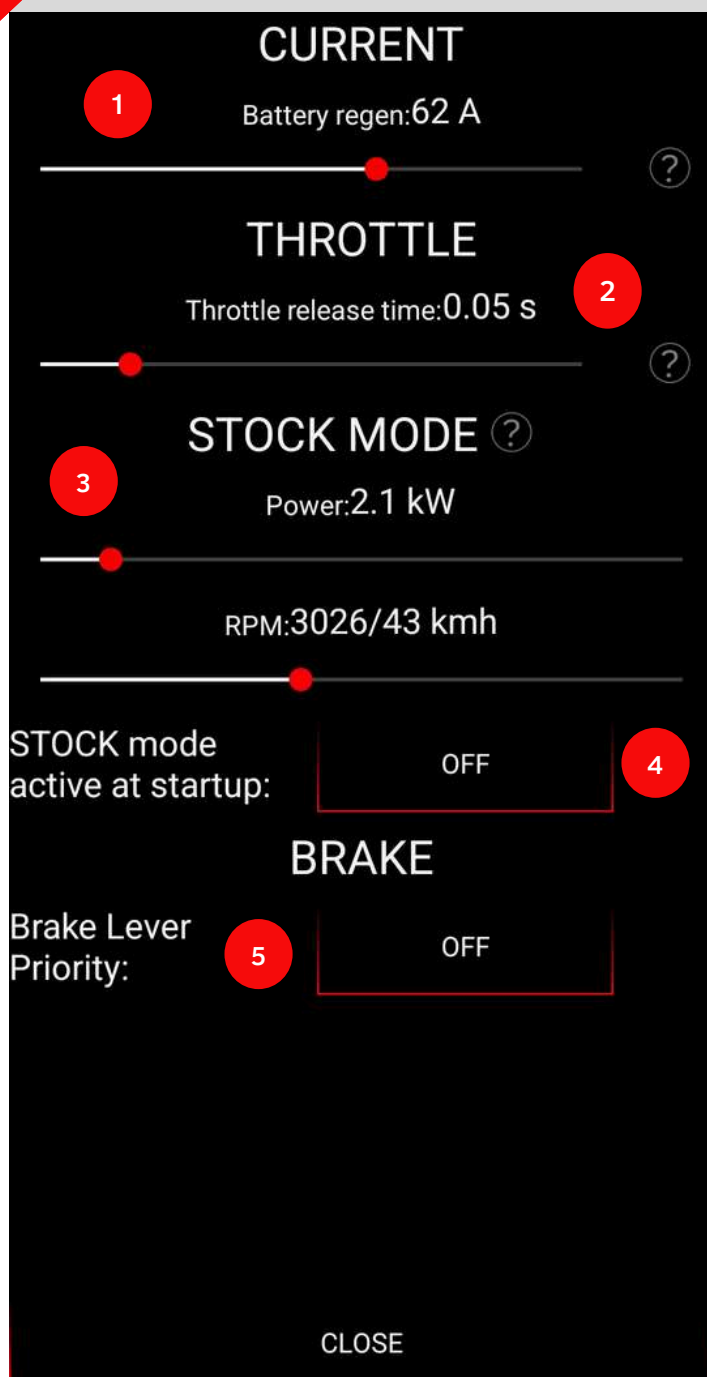 CURRENT
1
Battery regen:62 A
?
THROTTLE
Throttle release time:0.05 s
2
?
STOCK MODE ?
3
Power:2.1 kW
RPM:3026/43 kmh
STOCK mode
active at startup:
OFF
4
BRAKE
Brake Lever
Priority:
5
OFF
CLOSE